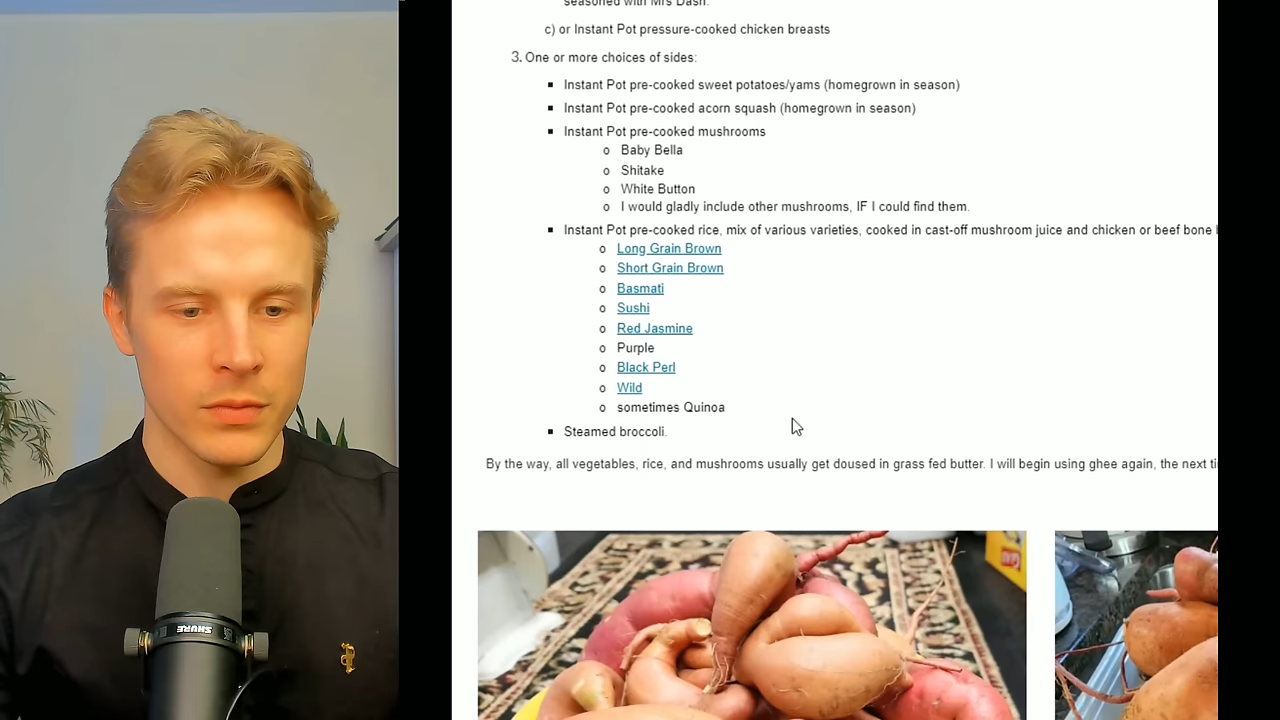 seasoned with Mrs Dash.
c) or Instant Pot pressure-cooked chicken breasts
3. One or more choices of sides:
▪ Instant Pot pre-cooked sweet potatoes/yams (homegrown in season)
▪ Instant Pot pre-cooked acorn squash (homegrown in season)
▪ Instant Pot pre-cooked mushrooms
o Baby Bella
o Shitake
o White Button
o I would gladly include other mushrooms, IF I could find them.
▪ Instant Pot pre-cooked rice, mix of various varieties, cooked in cast-off mushroom juice and chicken or beef bone
o Long Grain Brown
o Short Grain Brown
o Basmati
o Sushi
o Red Jasmine
o Purple
o Black Perl
o Wild
o sometimes Quinoa
▪ Steamed broccoli.
By the way, all vegetables, rice, and mushrooms usually get doused in grass fed butter. I will begin using ghee again, the next
SHURE